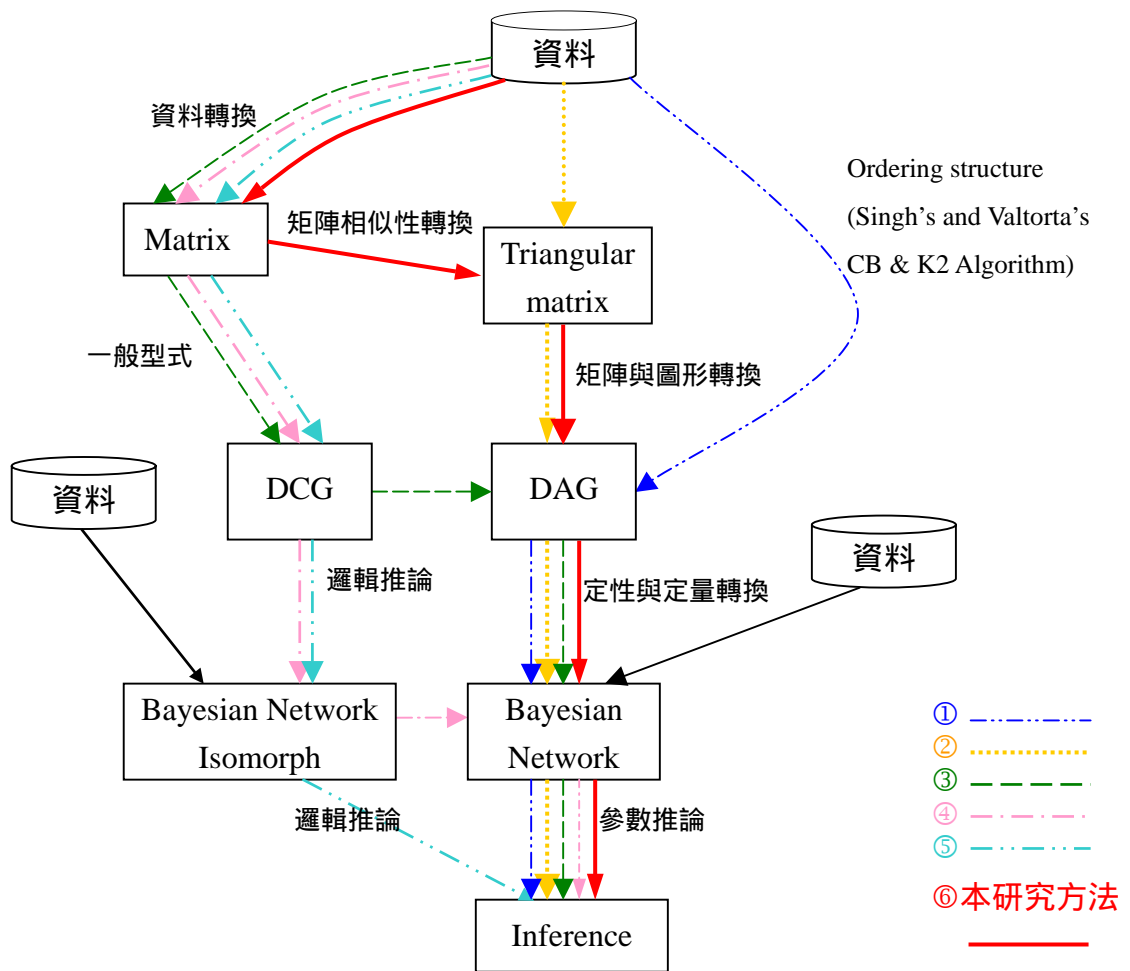 資料
資料轉換
Ordering structure
(Singh's and Valtorta's
CB & K2 Algorithm)
Matrix
矩陣相似性轉換
Triangular
matrix
一般型式
矩陣與圖形轉換
DCG
DAG
資料
資料
邏輯推論
定性與定量轉換
Bayesian Network
Isomorph
Bayesian
Network
①
②
③
④
⑤
⑥本研究方法
邏輯推論
參數推論
Inference